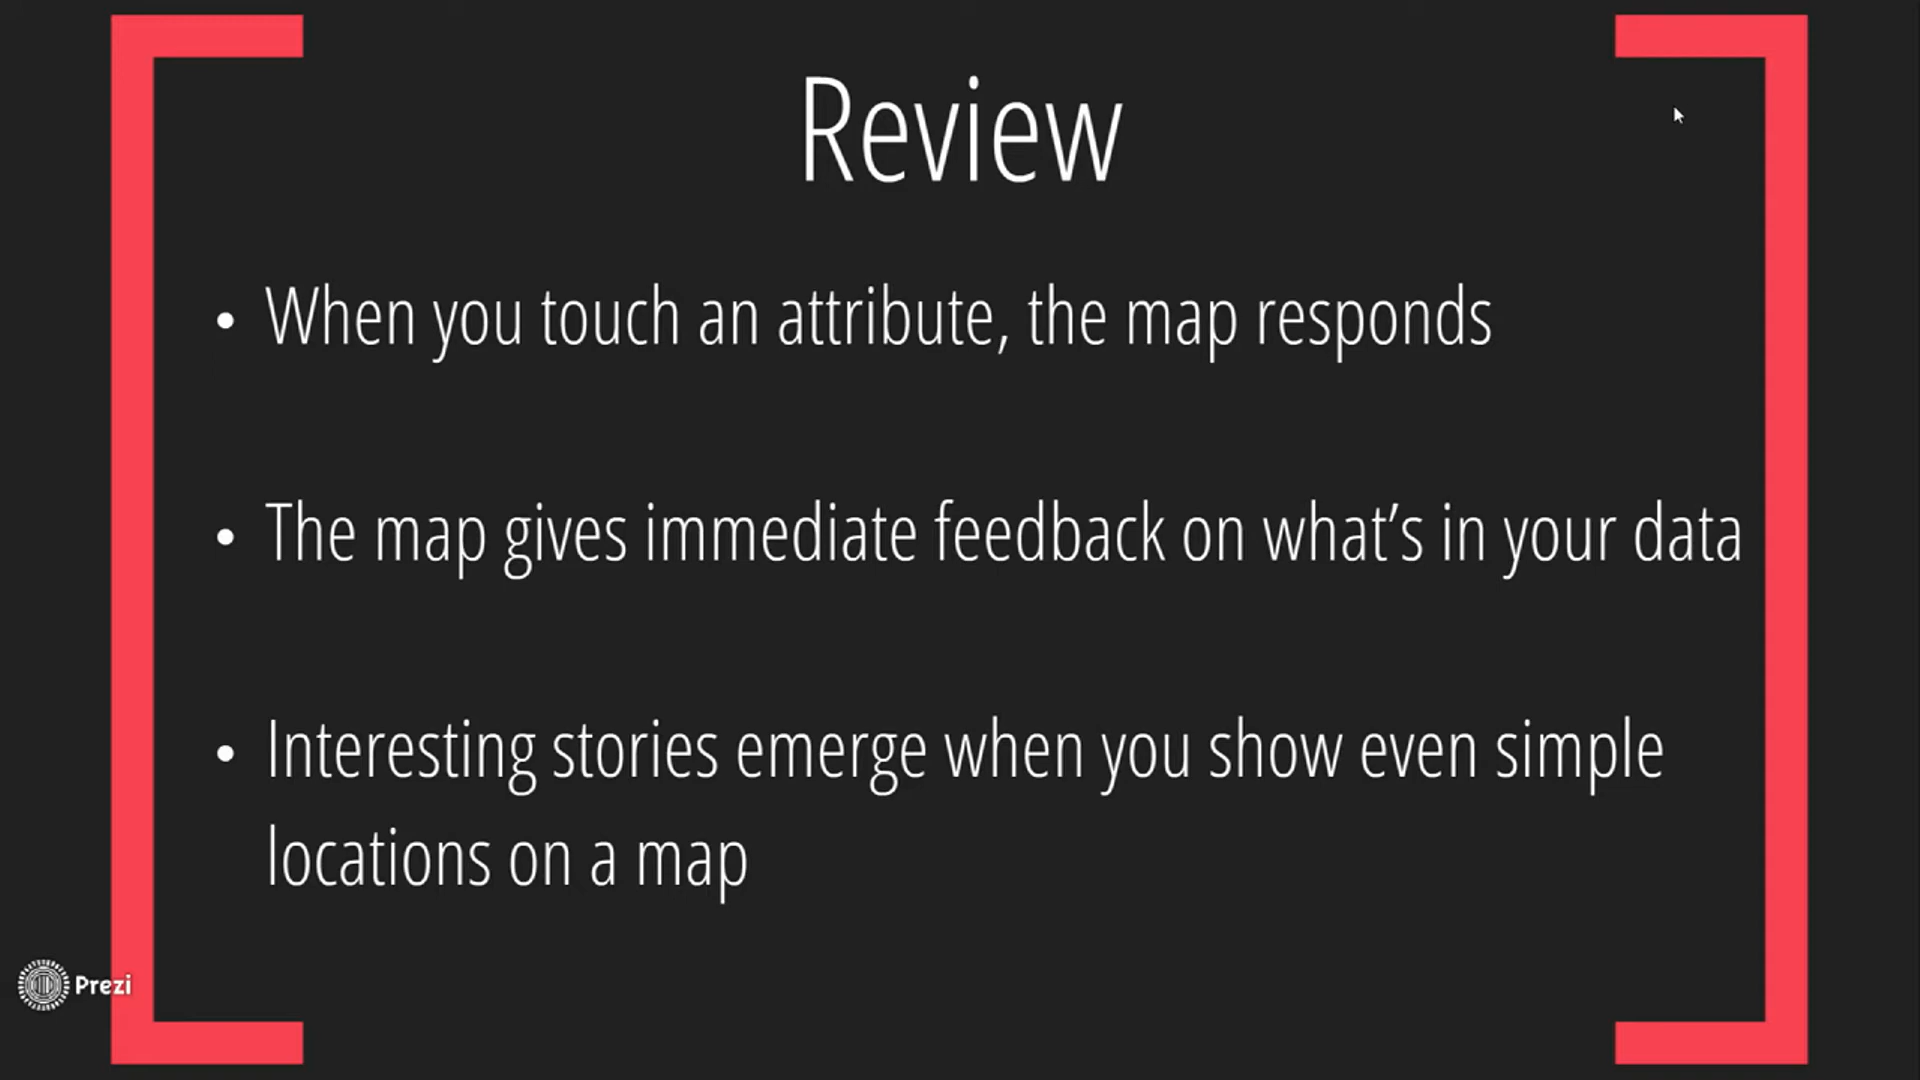 Review
• When you touch an attribute, the map responds
• The map gives immediate feedback on what’s in your data
• Interesting stories emerge when you show even simple
locations on a map
Prezi